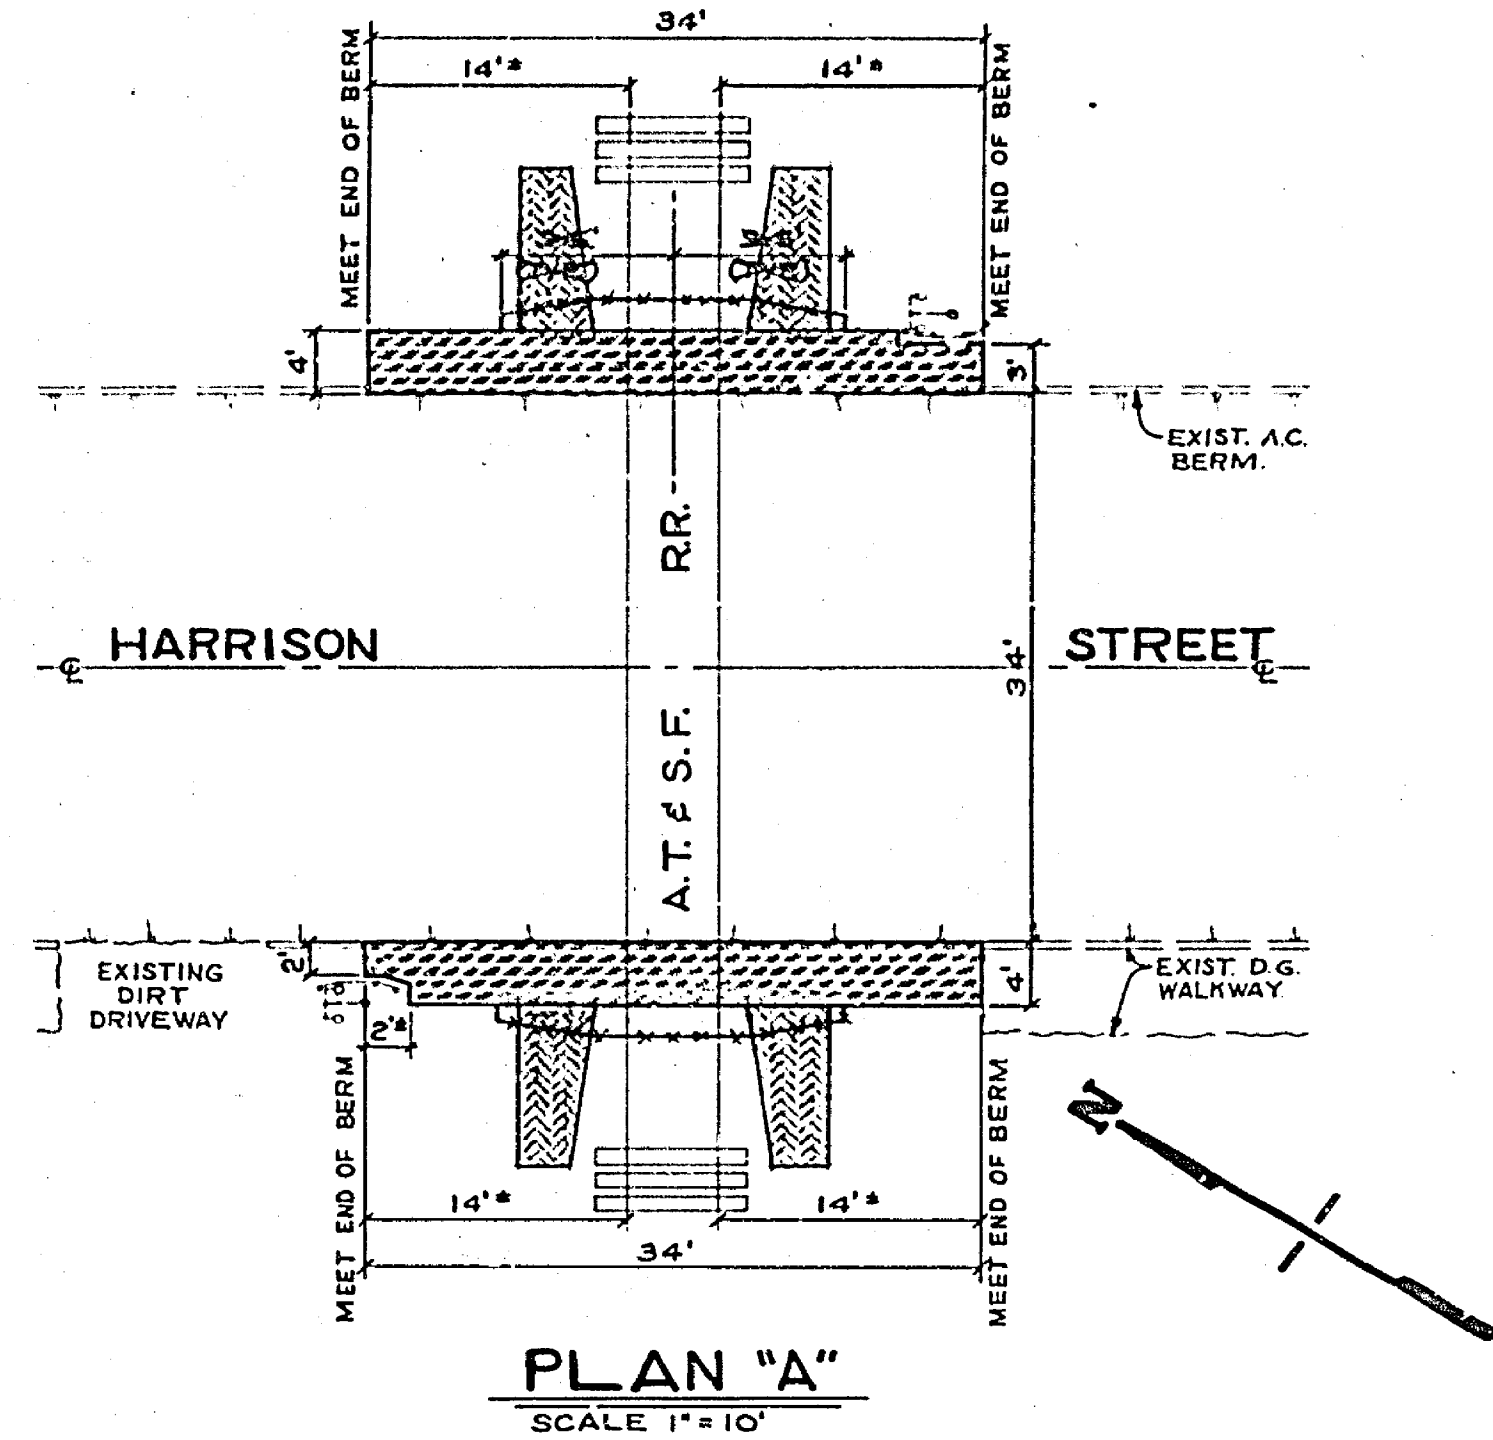 34'
14'±
14'±
MEET END OF BERM
MEET END OF BERM
4'
3'
EXIST. A.C.
BERM.
R.R.
HARRISON STREET
34'
A.T. & S.F.
2'
EXISTING
DIRT
DRIVEWAY
2'±
4'
EXIST. D.G.
WALKWAY
MEET END OF BERM
MEET END OF BERM
N
14'±
14'±
34'
PLAN "A"
SCALE 1" = 10'